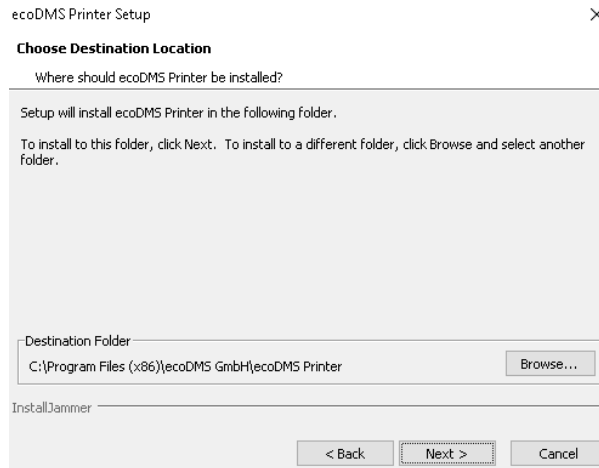 ecoDMS Printer Setup
Choose Destination Location
Where should ecoDMS Printer be installed?
Setup will install ecoDMS Printer in the following folder.
To install to this folder, click Next. To install to a different folder, click Browse and select another
folder.
Destination Folder
C:\Program Files (x86)\ecoDMS GmbH\ecoDMS Printer
Browse...
InstallJammer
< Back
Next >
Cancel